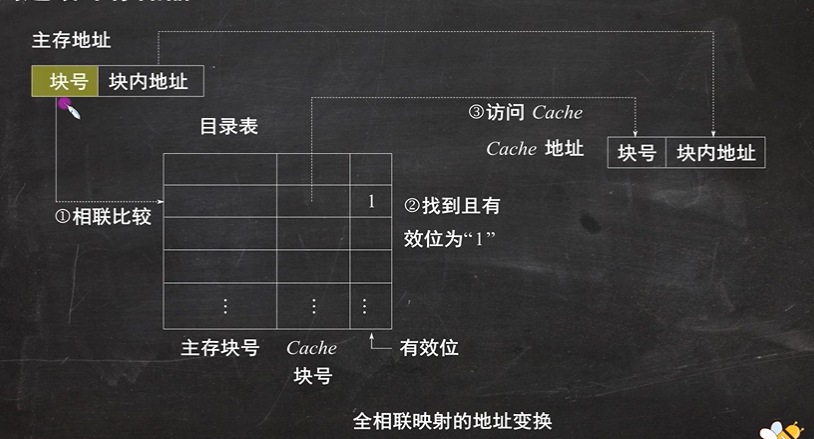 主存地址
块号 块内地址
目录表
③访问 Cache
Cache 地址 块号 块内地址
1
①相联比较
②找到且有
效位为“1”
⋮ ⋮ ⋮
主存块号 Cache
块号
有效位
全相联映射的地址变换